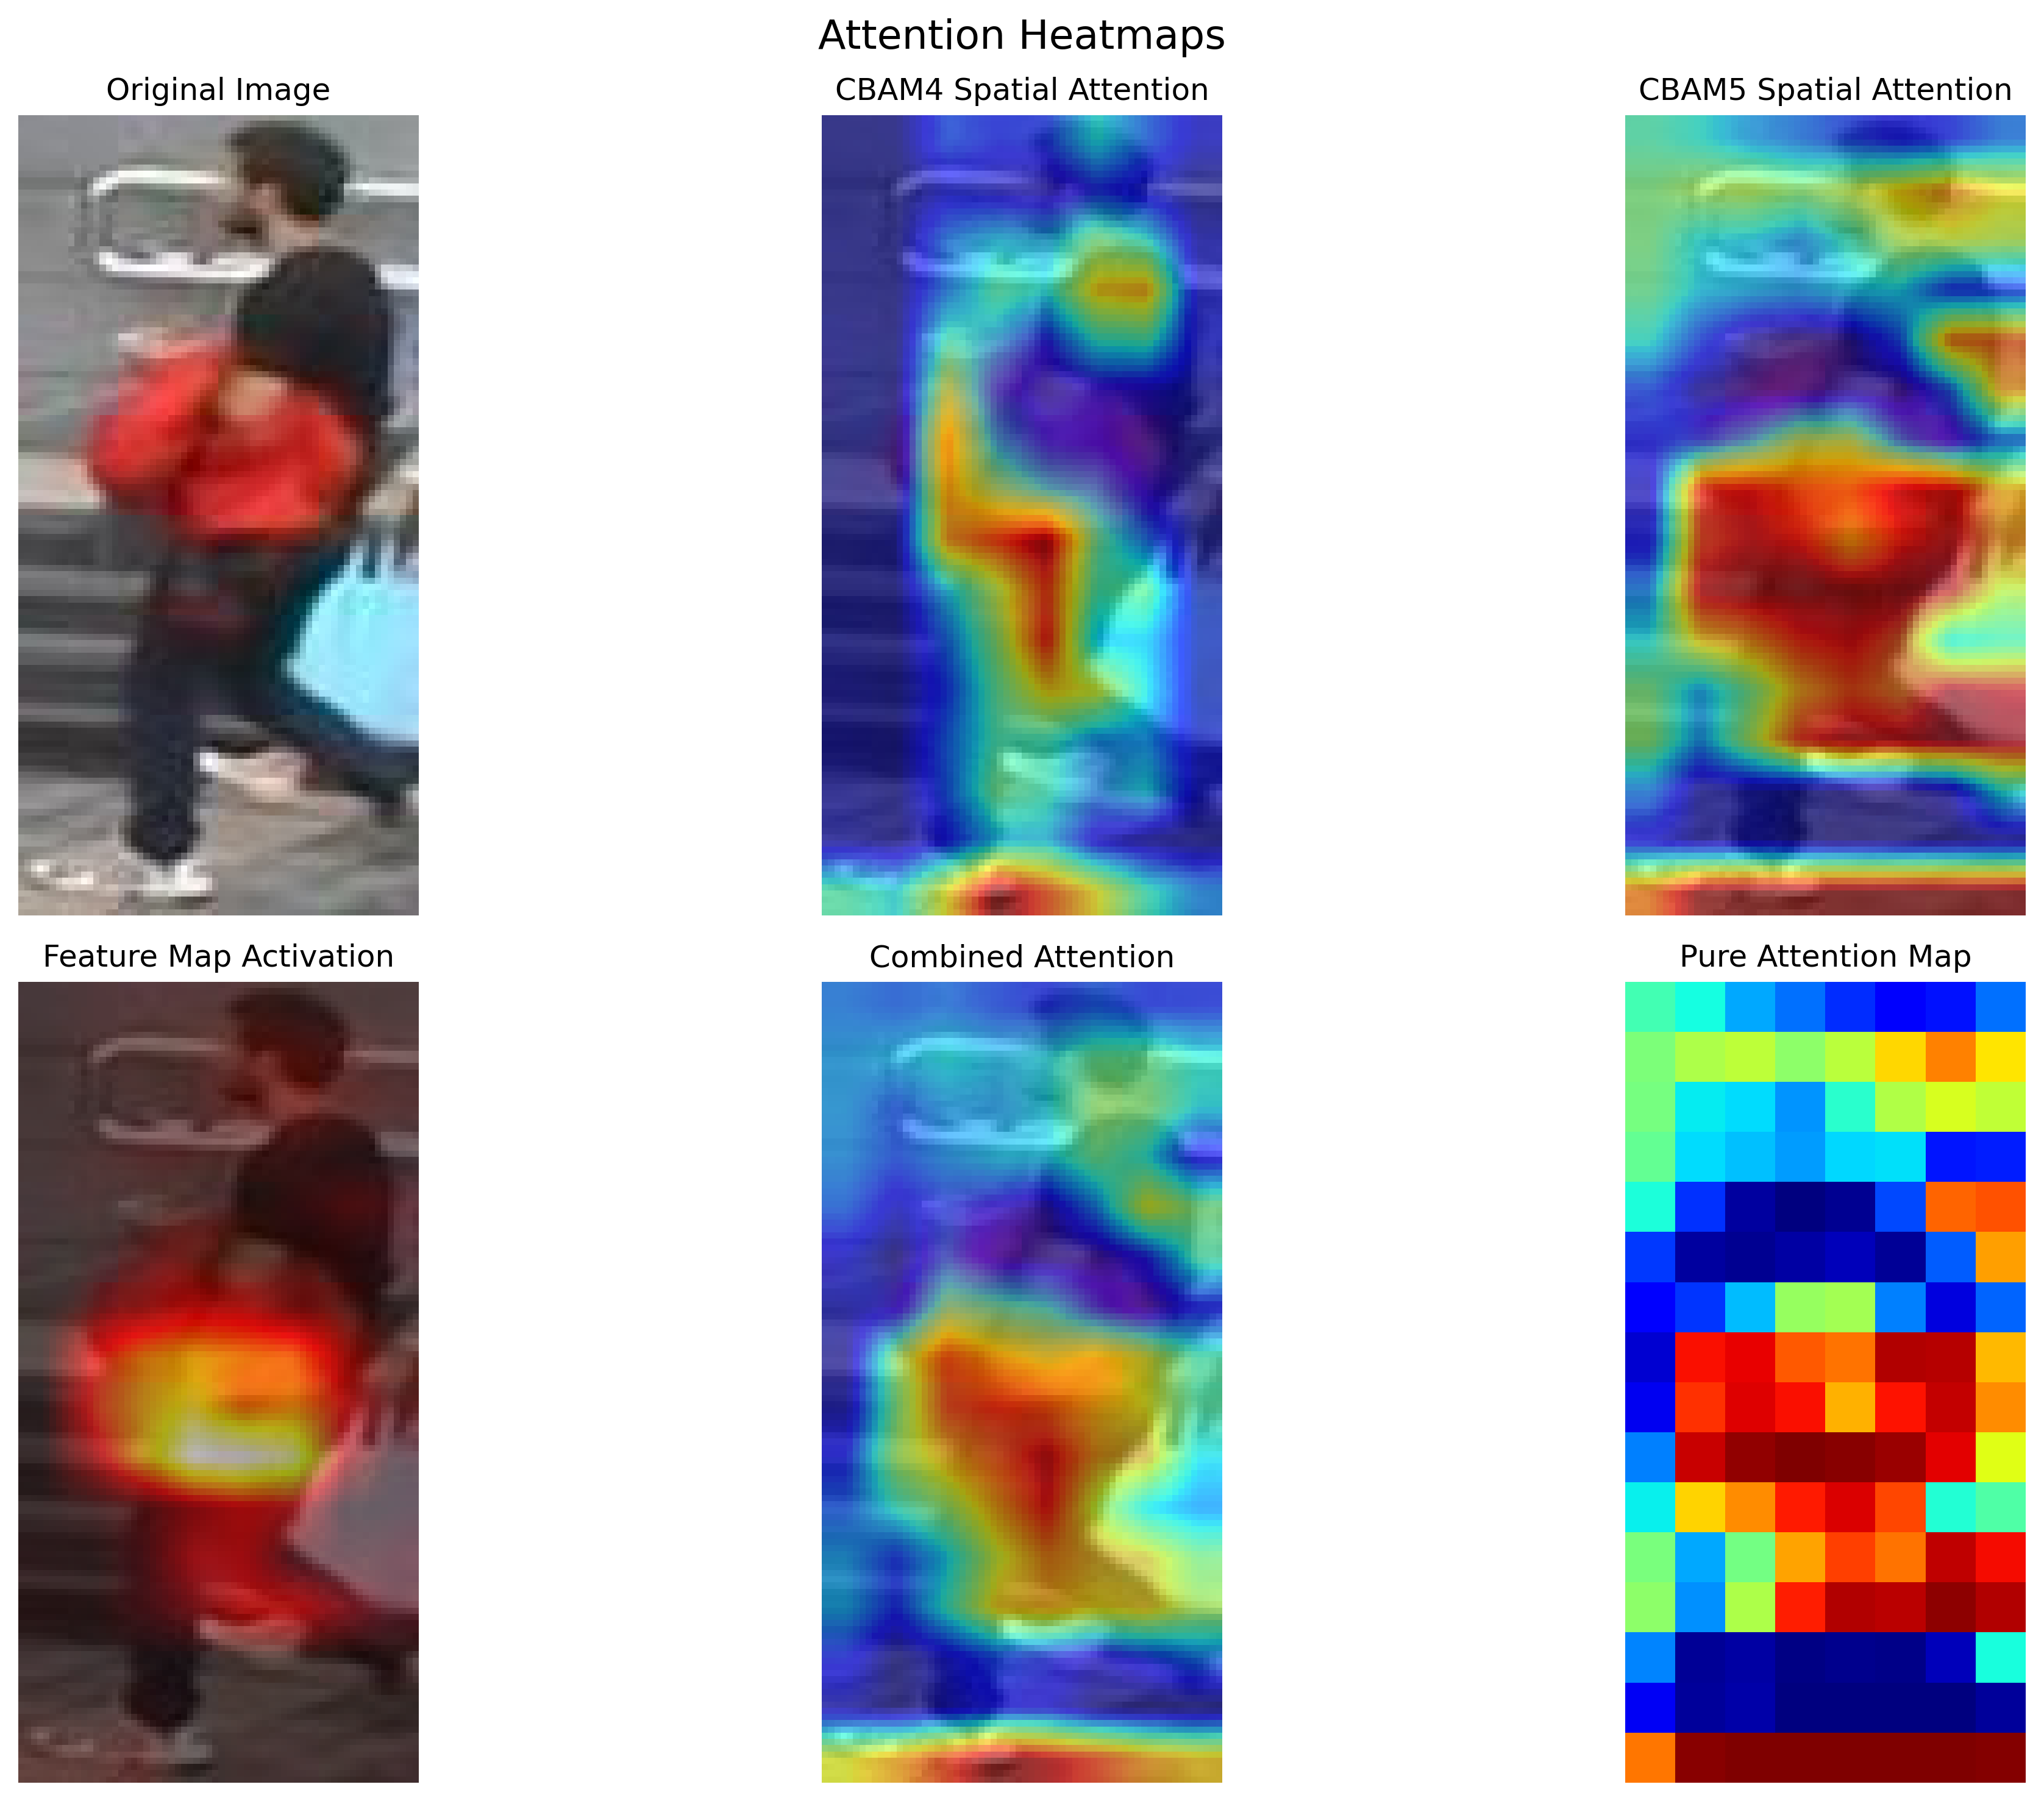 Attention Heatmaps
Original Image
CBAM4 Spatial Attention
CBAM5 Spatial Attention
Feature Map Activation
Combined Attention
Pure Attention Map